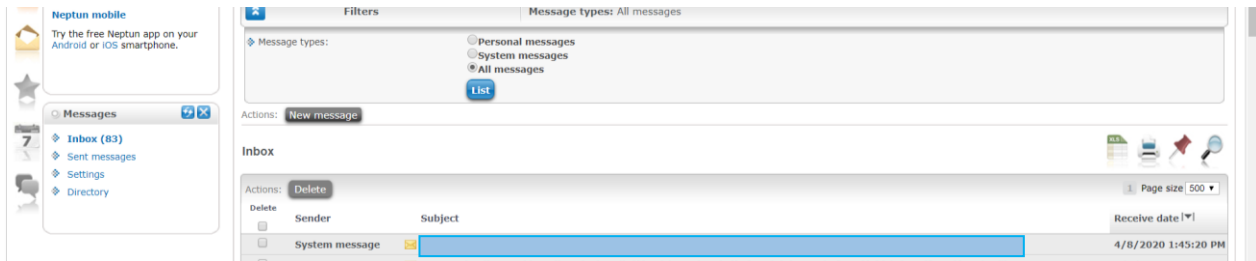 Neptun mobile
Try the free Neptun app on your
Android or iOS smartphone.
7
Messages
Inbox (83)
Sent messages
Settings
Directory
Filters
Message types: All messages
Message types:
Personal messages
System messages
All messages
List
Actions: New message
Inbox
XLS
Actions: Delete
1 Page size 500
Delete
Sender Subject Receive date
System message 4/8/2020 1:45:20 PM